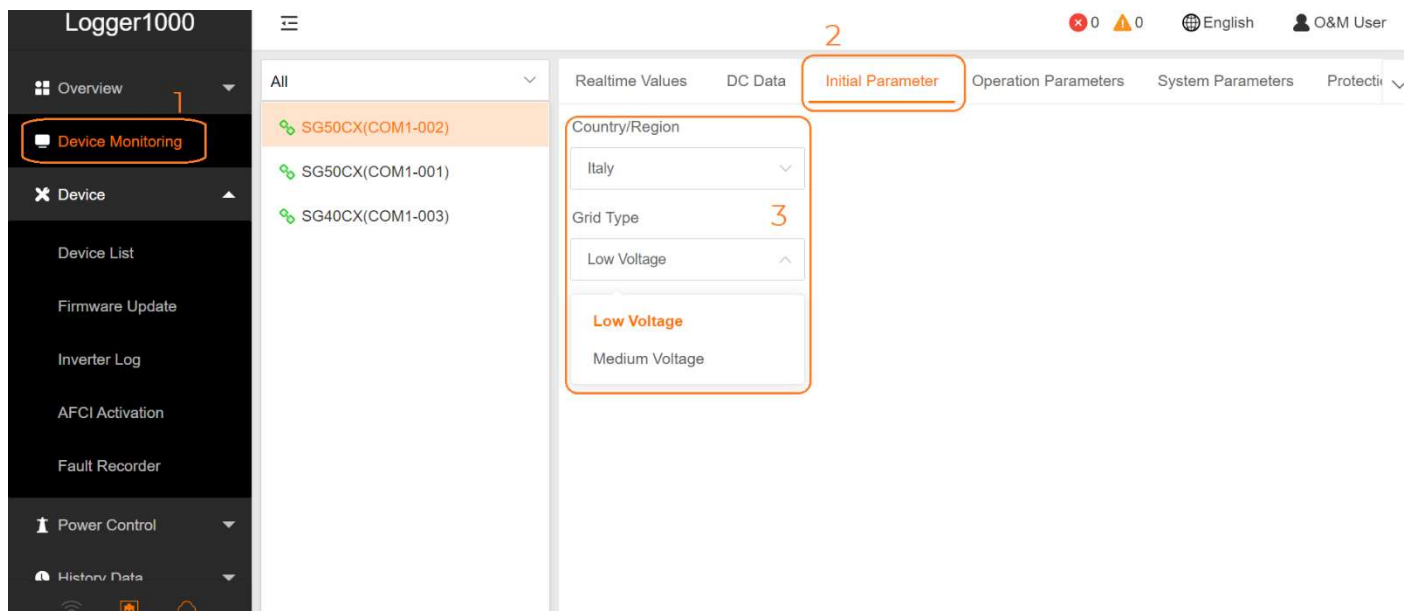 Logger1000
0 0 English O&M User
2
All
Realtime Values DC Data Initial Parameter Operation Parameters System Parameters
Overview
1
Device Monitoring
Device
Device List
Firmware Update
Inverter Log
AFCI Activation
Fault Recorder
Power Control
History Data
SG50CX(COM1-002)
SG50CX(COM1-001)
SG40CX(COM1-003)
Country/Region
Italy
Grid Type
3
Low Voltage
Low Voltage
Medium Voltage